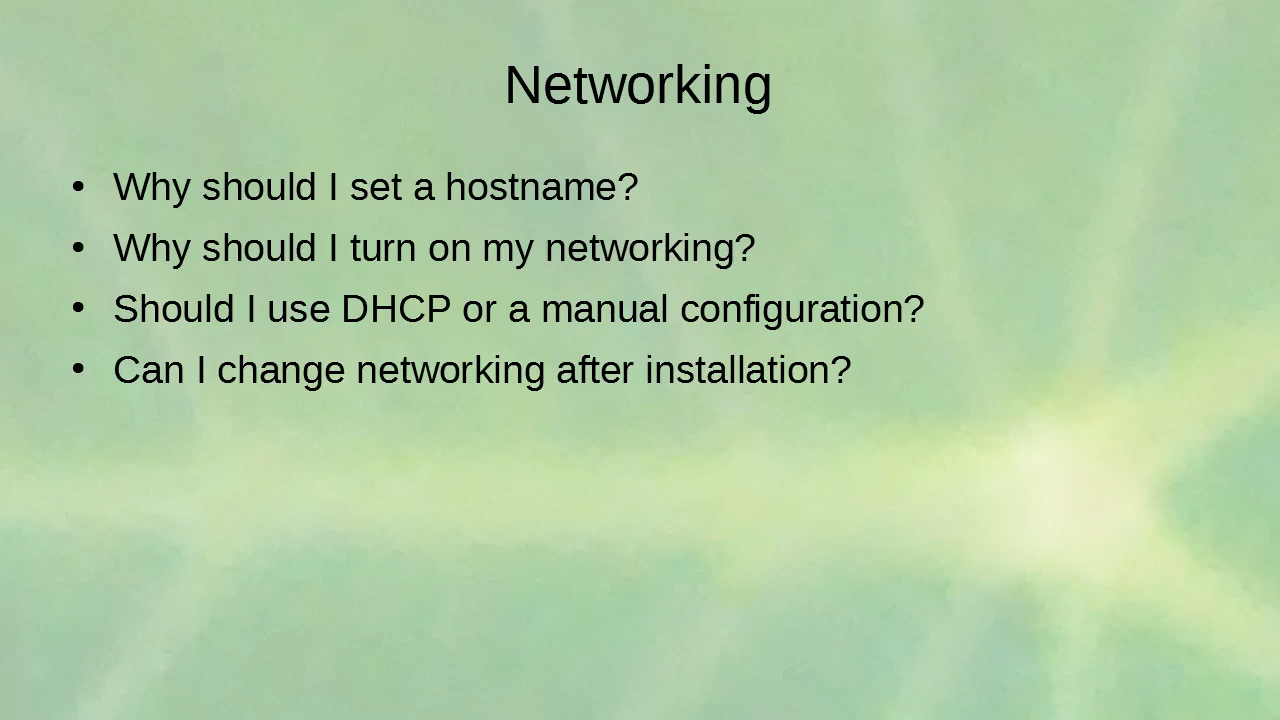 Networking
• Why should I set a hostname?
• Why should I turn on my networking?
• Should I use DHCP or a manual configuration?
• Can I change networking after installation?